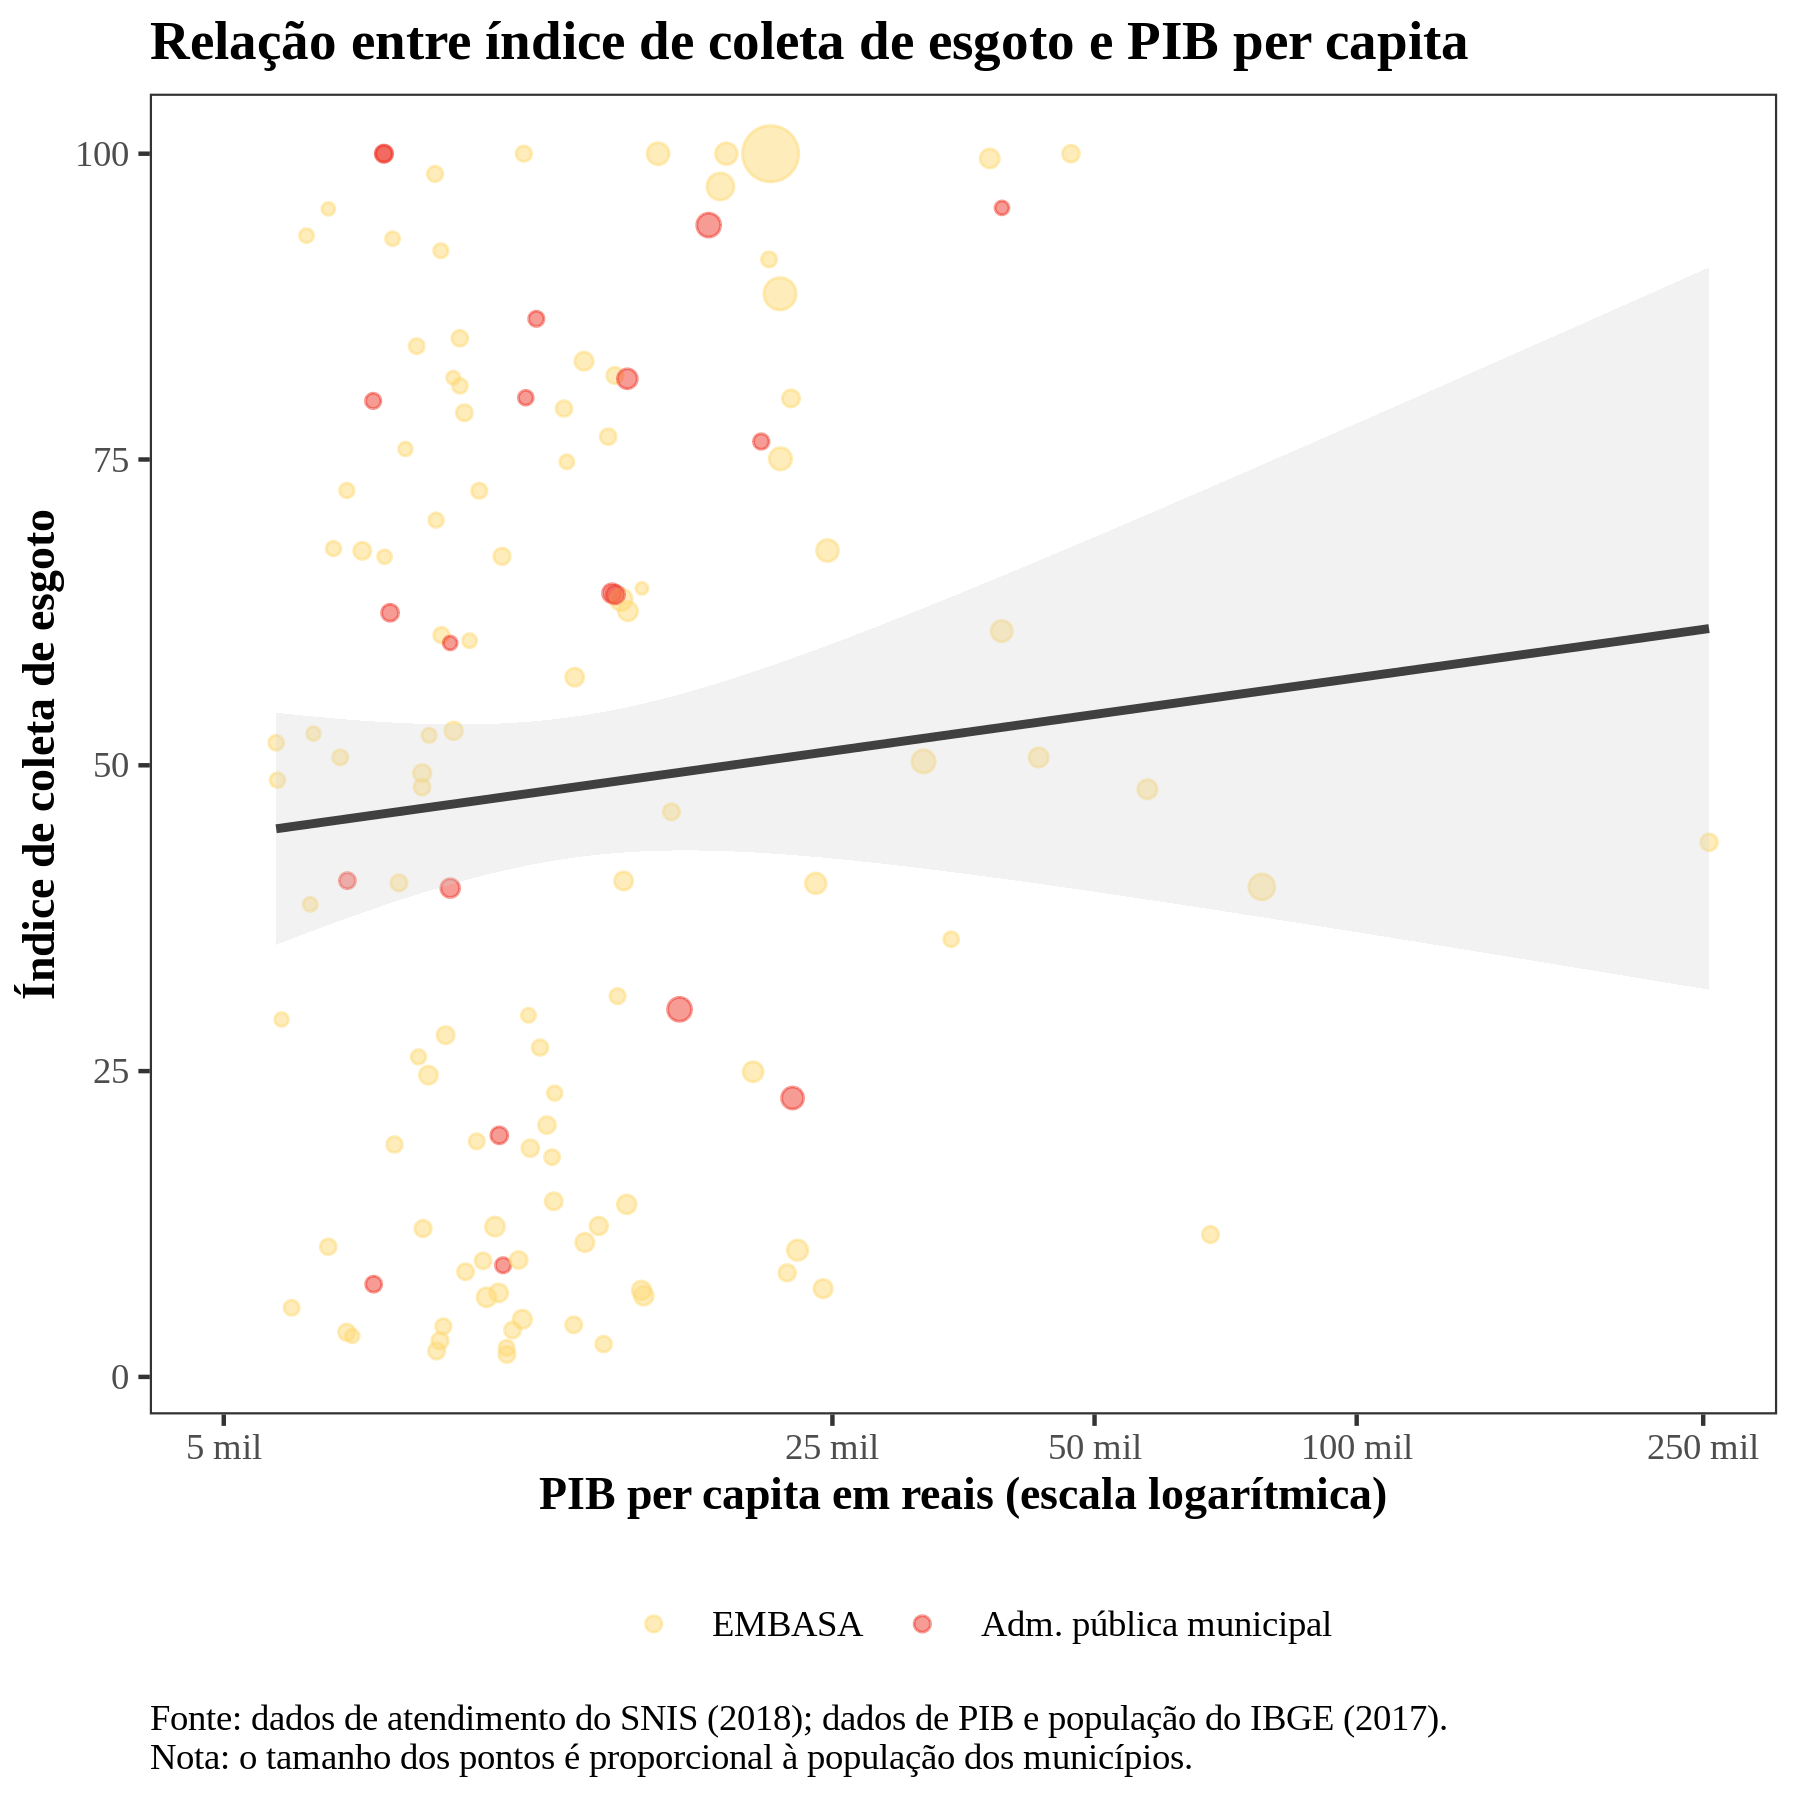 Relação entre índice de coleta de esgoto e PIB per capita
Índice de coleta de esgoto
100
75
50
25
0
5 mil
25 mil
50 mil
100 mil
250 mil
PIB per capita em reais (escala logarítmica)
EMBASA
Adm. pública municipal
Fonte: dados de atendimento do SNIS (2018); dados de PIB e população do IBGE (2017).
Nota: o tamanho dos pontos é proporcional à população dos municípios.